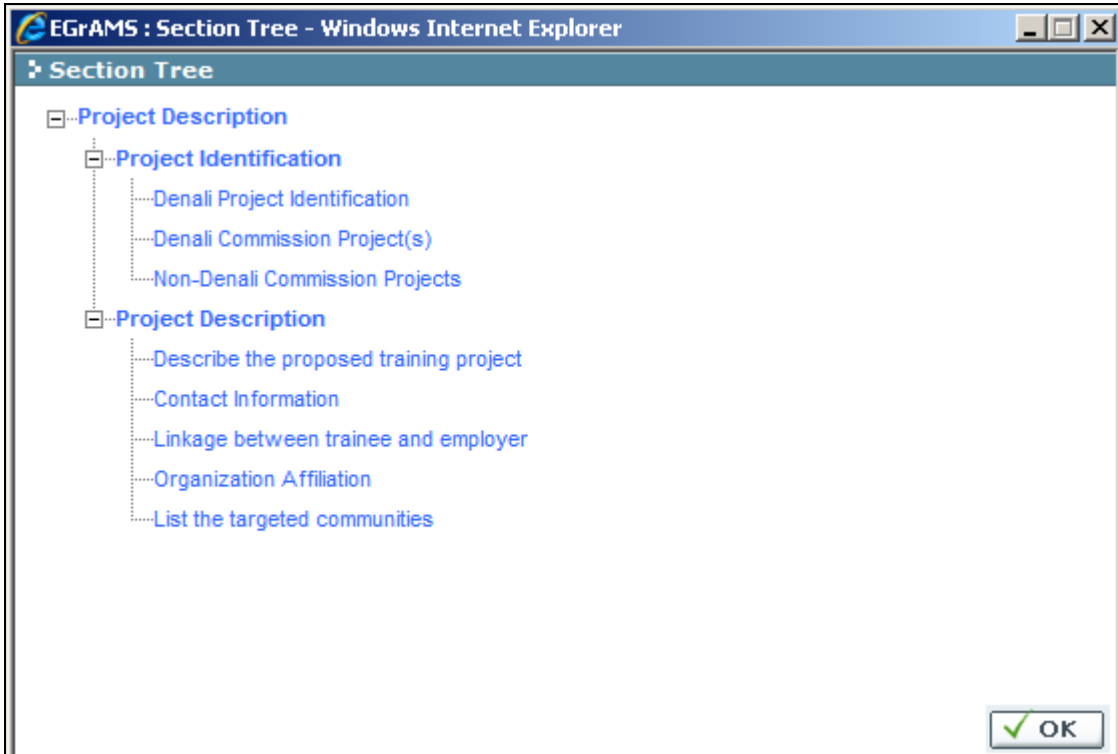 EGrAMS : Section Tree - Windows Internet Explorer
Section Tree
Project Description
Project Identification
Denali Project Identification
Denali Commission Project(s)
Non-Denali Commission Projects
Project Description
Describe the proposed training project
Contact Information
Linkage between trainee and employer
Organization Affiliation
List the targeted communities
OK